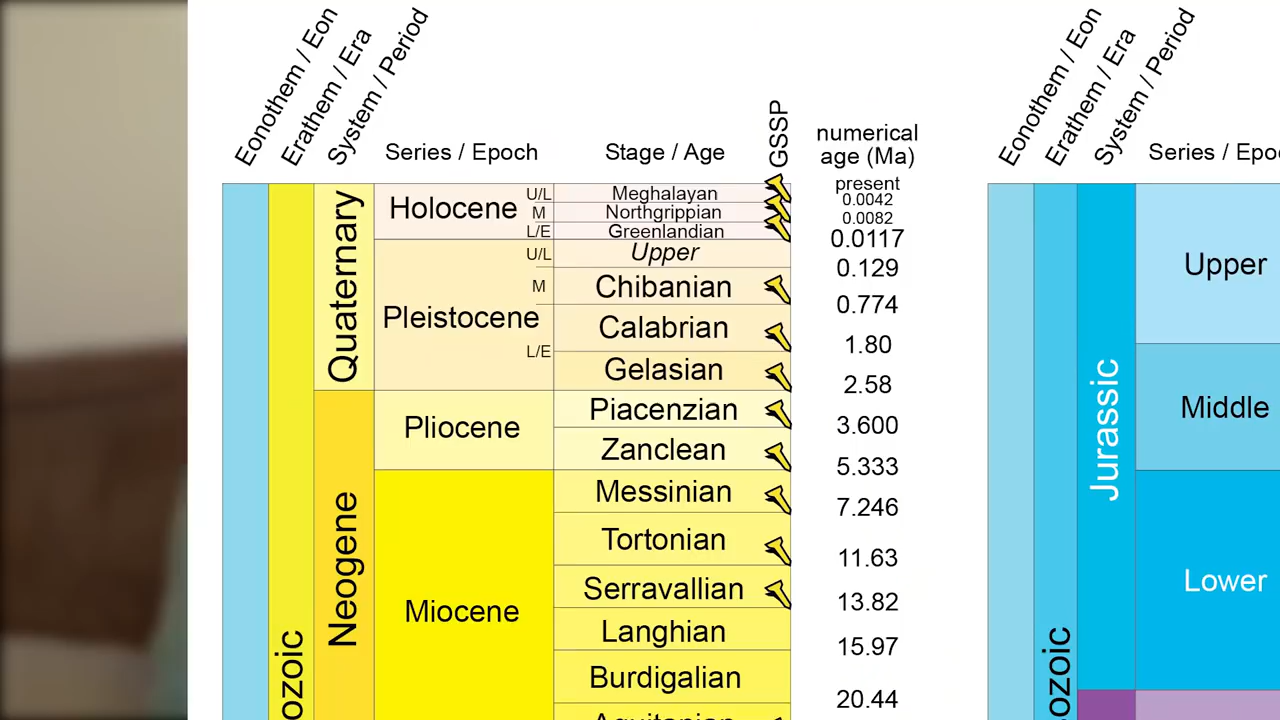 Eonothem / Eon
Erathem / Era
System / Period
Series / Epoch
Stage / Age
GSSP
numerical
age (Ma)
Quaternary
Holocene
U/L
Meghalayan
present
0.0042
M
Northgrippian
0.0082
L/E
Greenlandian
0.0117
Pleistocene
U/L
Upper
0.129
M
Chibanian
0.774
L/E
Calabrian
1.80
Gelasian
2.58
Neogene
Pliocene
Piacenzian
3.600
Zanclean
5.333
Miocene
Messinian
7.246
Tortonian
11.63
Serravallian
13.82
Langhian
15.97
Burdigalian
20.44
Aquitanian
ozoic
Eonothem / Eon
Erathem / Era
System / Period
Series / Epo
Jurassic
Upper
Middle
Lower
ozoic